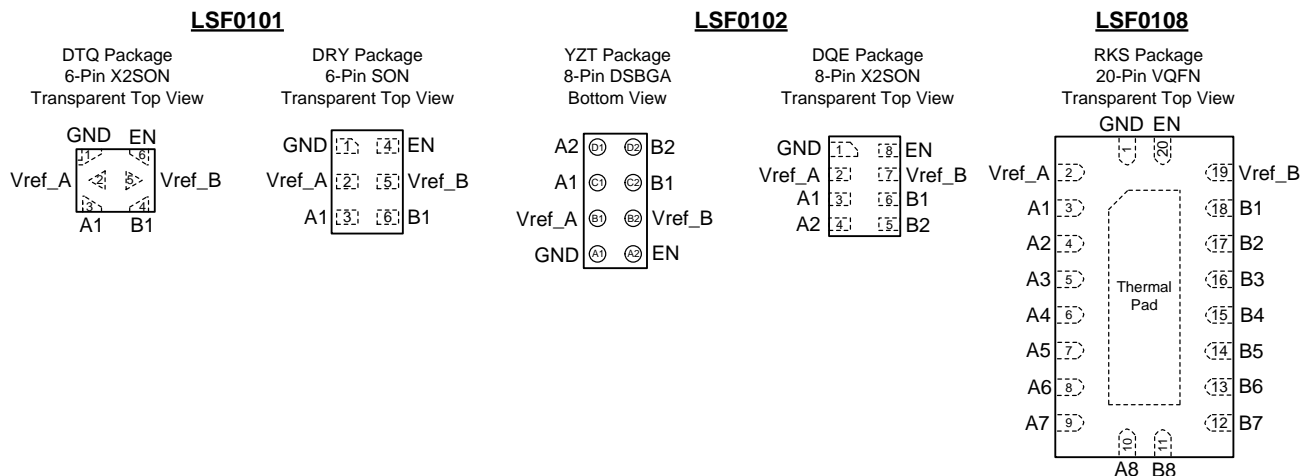 LSF0101
DTQ Package
6-Pin X2SON
Transparent Top View
GND EN
1 6
Vref_A 2 5 Vref_B
3 4
A1 B1
DRY Package
6-Pin SON
Transparent Top View
GND 1 4 EN
Vref_A 2 5 Vref_B
A1 3 6 B1
LSF0102
YZT Package
8-Pin DSBGA
Bottom View
A2 D1 D2 B2
A1 C1 C2 B1
Vref_A B1 B2 Vref_B
GND A1 A2 EN
DQE Package
8-Pin X2SON
Transparent Top View
GND 1 8 EN
Vref_A 2 7 Vref_B
A1 3 6 B1
A2 4 5 B2
LSF0108
RKS Package
20-Pin VQFN
Transparent Top View
GND EN
1 20
Vref_A 2 19 Vref_B
A1 3 18 B1
A2 4 17 B2
A3 5 16 B3
Thermal
Pad
A4 6 15 B4
A5 7 14 B5
A6 8 13 B6
A7 9 12 B7
10 11
A8 B8